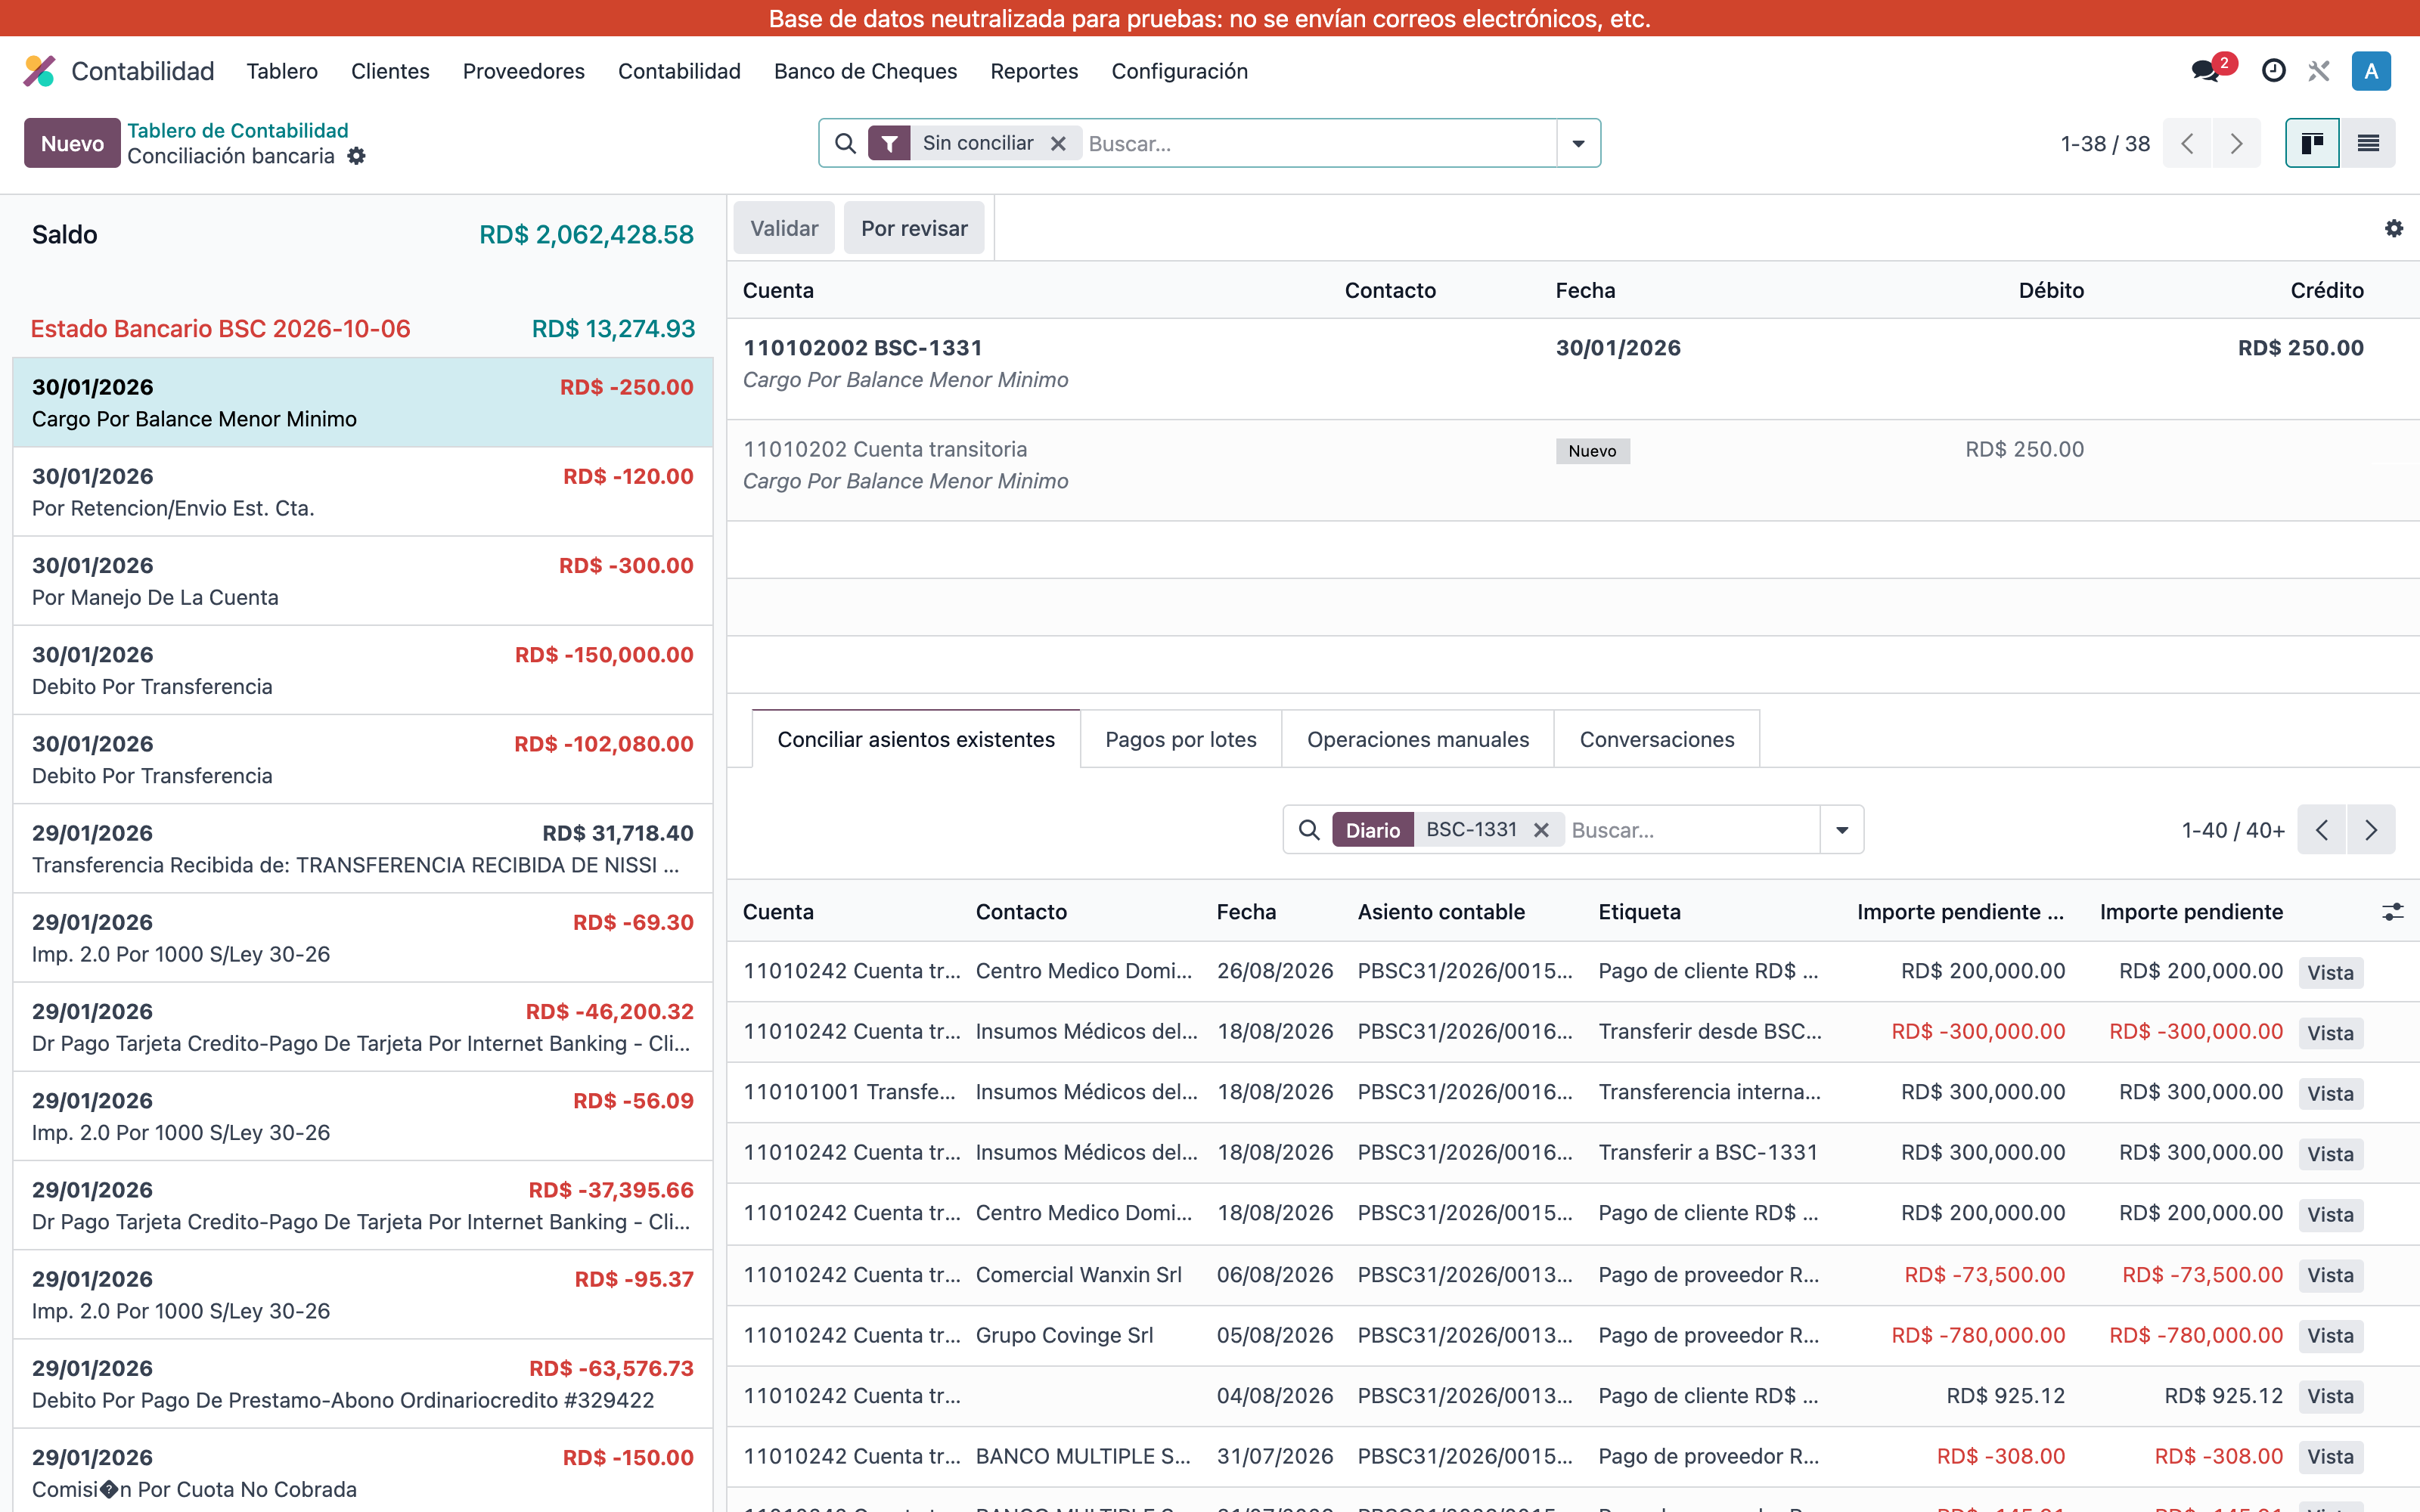 Base de datos neutralizada para pruebas: no se envían correos electrónicos, etc.
Contabilidad Tablero Clientes Proveedores Contabilidad Banco de Cheques Reportes Configuración 2 A
Nuevo Tablero de Contabilidad
Conciliación bancaria
Sin conciliar Buscar...
1-38 / 38
Saldo RD$ 2,062,428.58
Estado Bancario BSC 2026-10-06 RD$ 13,274.93
30/01/2026 RD$ -250.00
Cargo Por Balance Menor Minimo
30/01/2026 RD$ -120.00
Por Retencion/Envio Est. Cta.
30/01/2026 RD$ -300.00
Por Manejo De La Cuenta
30/01/2026 RD$ -150,000.00
Debito Por Transferencia
30/01/2026 RD$ -102,080.00
Debito Por Transferencia
29/01/2026 RD$ 31,718.40
Transferencia Recibida de: TRANSFERENCIA RECIBIDA DE NISSI ...
29/01/2026 RD$ -69.30
Imp. 2.0 Por 1000 S/Ley 30-26
29/01/2026 RD$ -46,200.32
Dr Pago Tarjeta Credito-Pago De Tarjeta Por Internet Banking - Cli...
29/01/2026 RD$ -56.09
Imp. 2.0 Por 1000 S/Ley 30-26
29/01/2026 RD$ -37,395.66
Dr Pago Tarjeta Credito-Pago De Tarjeta Por Internet Banking - Cli...
29/01/2026 RD$ -95.37
Imp. 2.0 Por 1000 S/Ley 30-26
29/01/2026 RD$ -63,576.73
Debito Por Pago De Prestamo-Abono Ordinariocredito #329422
29/01/2026 RD$ -150.00
Comisi�n Por Cuota No Cobrada
Validar Por revisar
Cuenta Contacto Fecha Débito Crédito
110102002 BSC-1331 30/01/2026 RD$ 250.00
Cargo Por Balance Menor Minimo
11010202 Cuenta transitoria Nuevo RD$ 250.00
Cargo Por Balance Menor Minimo
Conciliar asientos existentes Pagos por lotes Operaciones manuales Conversaciones
Diario BSC-1331 Buscar...
1-40 / 40+
Cuenta Contacto Fecha Asiento contable Etiqueta Importe pendiente ... Importe pendiente
11010242 Cuenta tr... Centro Medico Domi... 26/08/2026 PBSC31/2026/0015... Pago de cliente RD$ ... RD$ 200,000.00 RD$ 200,000.00 Vista
11010242 Cuenta tr... Insumos Médicos del... 18/08/2026 PBSC31/2026/0016... Transferir desde BSC... RD$ -300,000.00 RD$ -300,000.00 Vista
110101001 Transfe... Insumos Médicos del... 18/08/2026 PBSC31/2026/0016... Transferencia interna... RD$ 300,000.00 RD$ 300,000.00 Vista
11010242 Cuenta tr... Insumos Médicos del... 18/08/2026 PBSC31/2026/0016... Transferir a BSC-1331 RD$ 300,000.00 RD$ 300,000.00 Vista
11010242 Cuenta tr... Centro Medico Domi... 18/08/2026 PBSC31/2026/0015... Pago de cliente RD$ ... RD$ 200,000.00 RD$ 200,000.00 Vista
11010242 Cuenta tr... Comercial Wanxin Srl 06/08/2026 PBSC31/2026/0013... Pago de proveedor R... RD$ -73,500.00 RD$ -73,500.00 Vista
11010242 Cuenta tr... Grupo Covinge Srl 05/08/2026 PBSC31/2026/0013... Pago de proveedor R... RD$ -780,000.00 RD$ -780,000.00 Vista
11010242 Cuenta tr... 04/08/2026 PBSC31/2026/0013... Pago de cliente RD$ ... RD$ 925.12 RD$ 925.12 Vista
11010242 Cuenta tr... BANCO MULTIPLE S... 31/07/2026 PBSC31/2026/0015... Pago de proveedor R... RD$ -308.00 RD$ -308.00 Vista